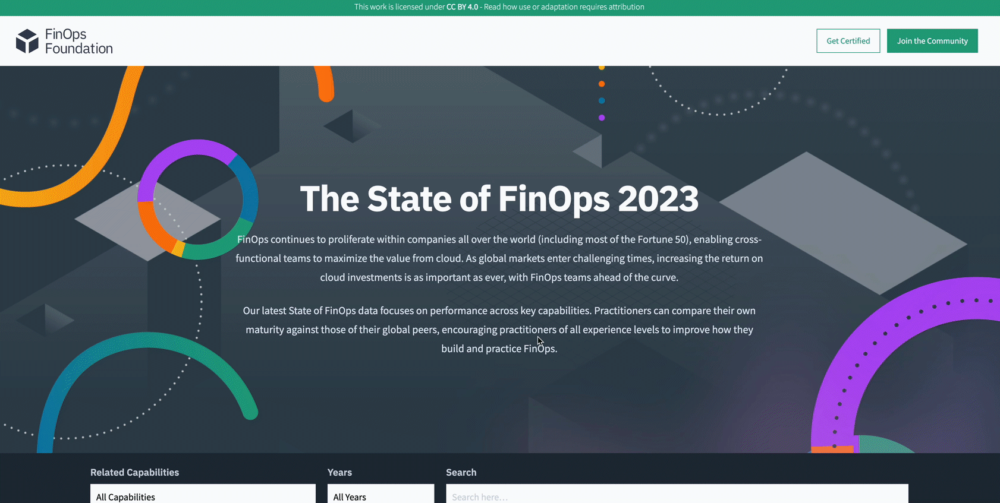 This work is licensed under CC BY 4.0 - Read how use or adaptation requires attribution
FinOps
Foundation
Get Certified
Join the Community
The State of FinOps 2023
FinOps continues to proliferate within companies all over the world (including most of the Fortune 50), enabling cross-
functional teams to maximize the value from cloud. As global markets enter challenging times, increasing the return on
cloud investments is as important as ever, with FinOps teams ahead of the curve.
Our latest State of FinOps data focuses on performance across key capabilities. Practitioners can compare their own
maturity against those of their global peers, encouraging practitioners of all experience levels to improve how they
build and practice FinOps.
Related Capabilities
Years
Search
All Capabilities
All Years
Search here...